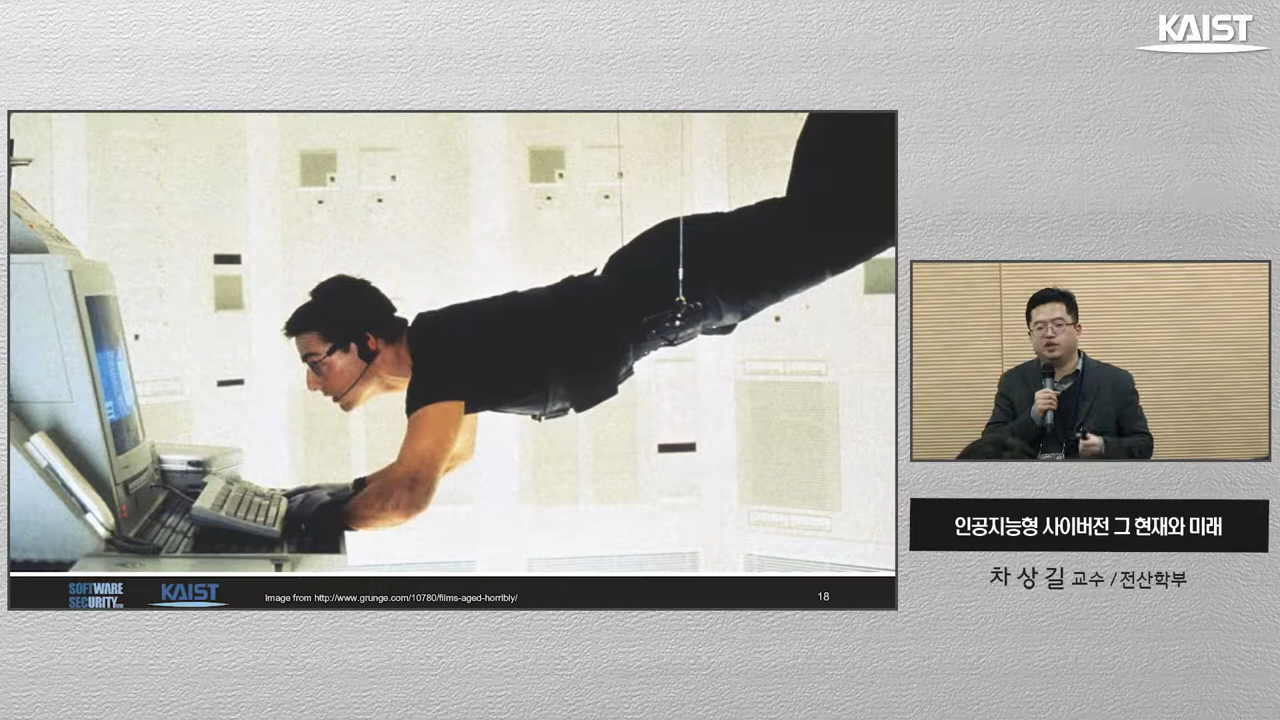 KAIST
인공지능형 사이버전 그 현재와 미래
차 상 길 교수 / 전산학부
SOFTWARE
SECURITY
KAIST
Image from http://www.grunge.com/10780/films-aged-horribly/
18